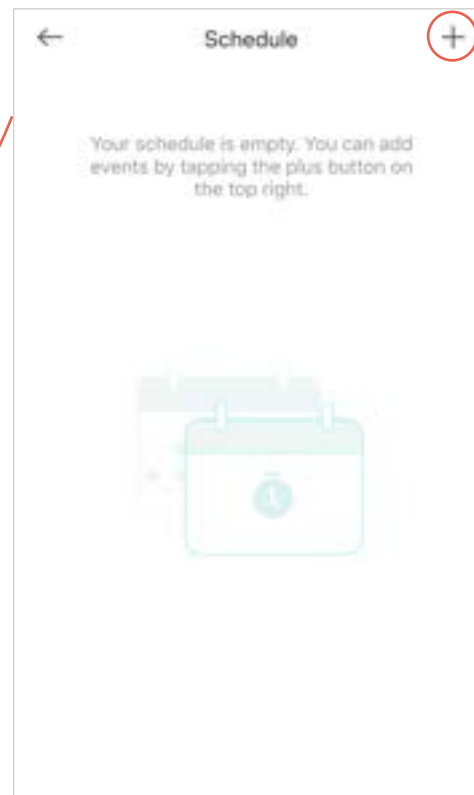 Schedule
Your schedule is empty. You can add
events by tapping the plus button on
the top right.